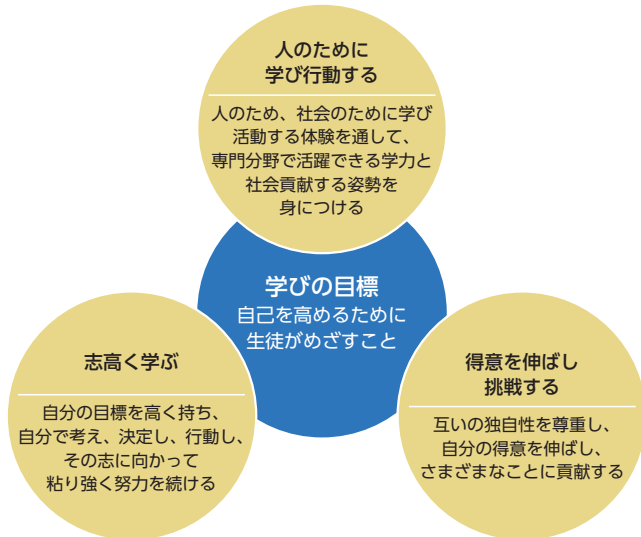 人のために
学び行動する
人のため、社会のために学び
活動する体験を通して、
専門分野で活躍できる学力と
社会貢献する姿勢を
身につける
学びの目標
自己を高めるために
生徒がめざすこと
志高く学ぶ
自分の目標を高く持ち、
自分で考え、決定し、行動し、
その志に向かって
粘り強く努力を続ける
得意を伸ばし
挑戦する
互いの独自性を尊重し、
自分の得意を伸ばし、
さまざまなことに貢献する